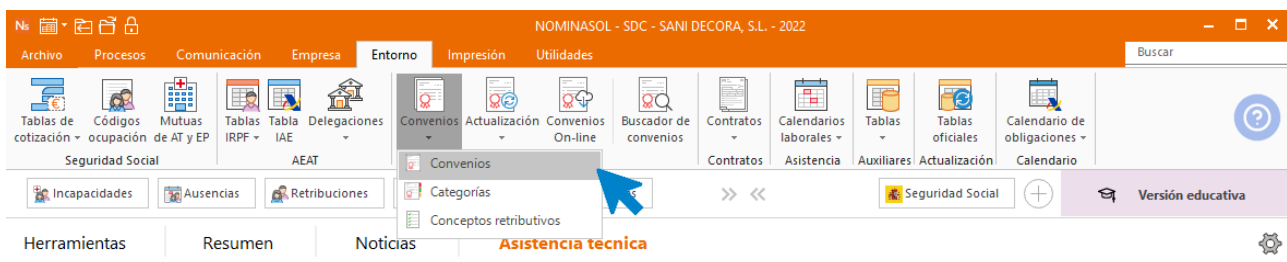 Ns NOMINASOL - SDC - SANI DECORA, S.L. - 2022
Archivo Procesos Comunicación Empresa Entorno Impresión Utilidades Buscar
Tablas de Códigos Mutuas Tablas Tabla Delegaciones Convenios Actualización Convenios Buscador de Contratos Calendarios Tablas Tablas Calendario de
cotización ocupación de AT y EP IRPF IAE On-line convenios laborales oficiales obligaciones
Seguridad Social AEAT Contratos Asistencia Auxiliares Actualización Calendario
Convenios
Incapacidades Ausencias Retribuciones Seguridad Social Versión educativa
Categorías
Conceptos retributivos
Herramientas Resumen Noticias Asistencia técnica